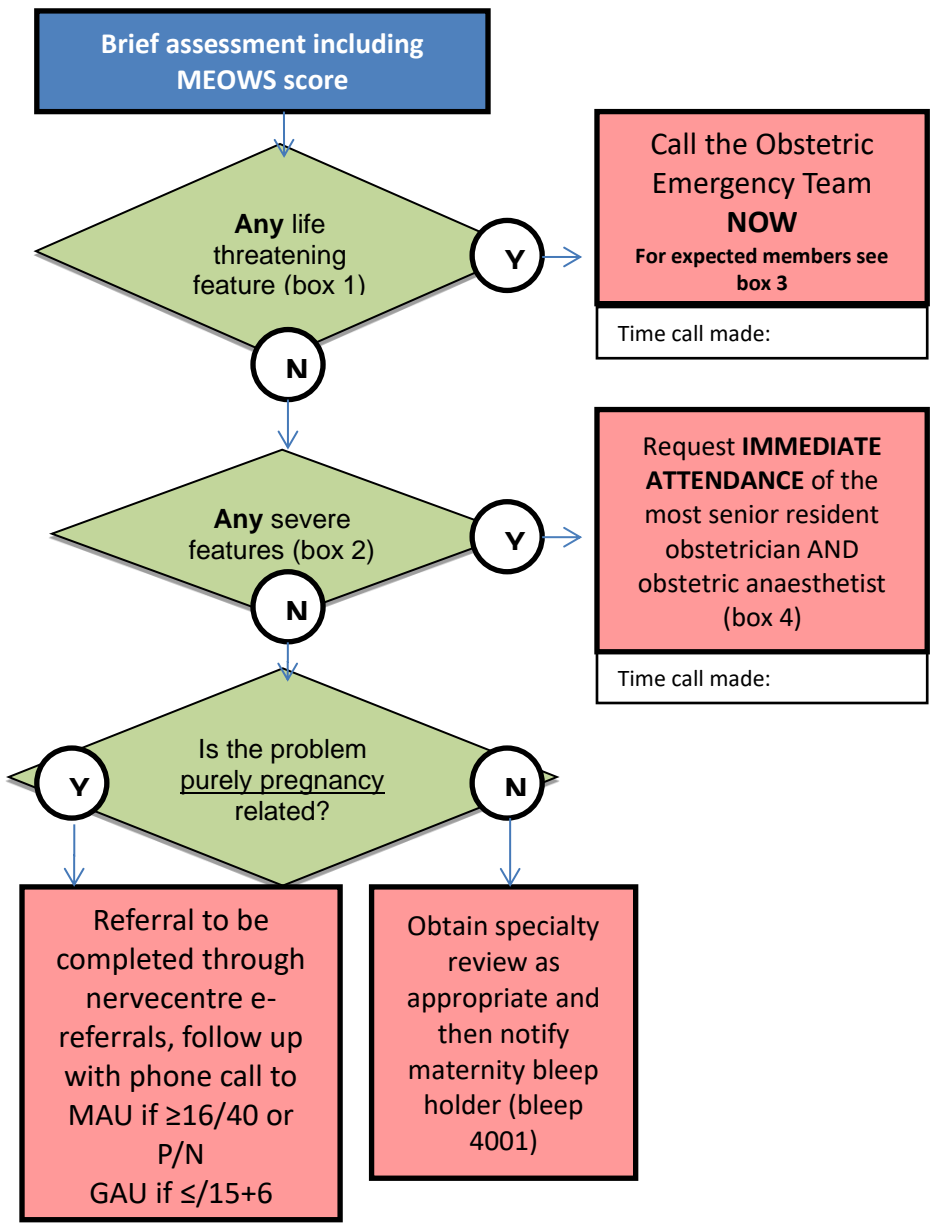 Brief assessment including
MEOWS score
Any life
threatening
feature (box 1)
Y
Call the Obstetric
Emergency Team
NOW
For expected members see
box 3
Time call made:
N
Any severe
features (box 2)
Y
Request IMMEDIATE
ATTENDANCE of the
most senior resident
obstetrician AND
obstetric anaesthetist
(box 4)
Time call made:
N
Is the problem
purely pregnancy
related?
Y
N
Referral to be
completed through
nervecentre e-
referrals, follow up
with phone call to
MAU if ≥16/40 or
P/N
GAU if ≤/15+6
Obtain specialty
review as
appropriate and
then notify
maternity bleep
holder (bleep
4001)